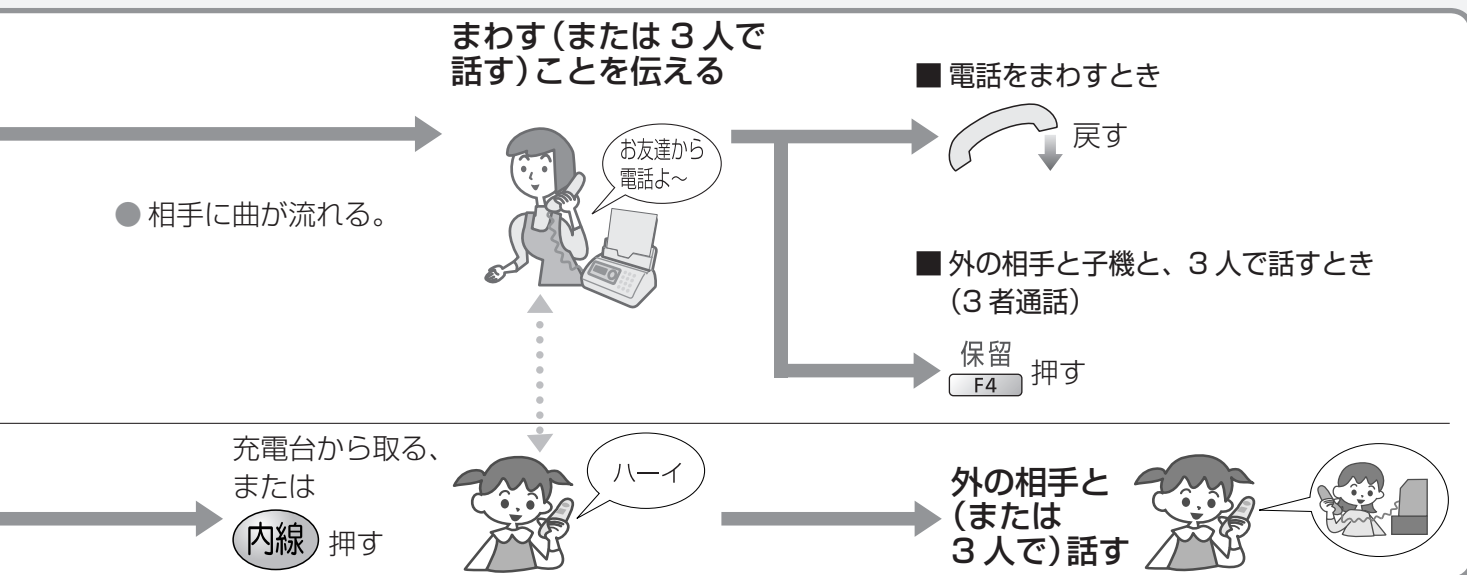 まわす(または 3 人で
話す)ことを伝える
お友達から
電話よ～
● 相手に曲が流れる。
■ 電話をまわすとき
戻す
■ 外の相手と子機と、3 人で話すとき
(3 者通話)
保留
F4 押す
充電台から取る、
または
内線 押す
ハーイ
外の相手と
(または
3 人で)話す